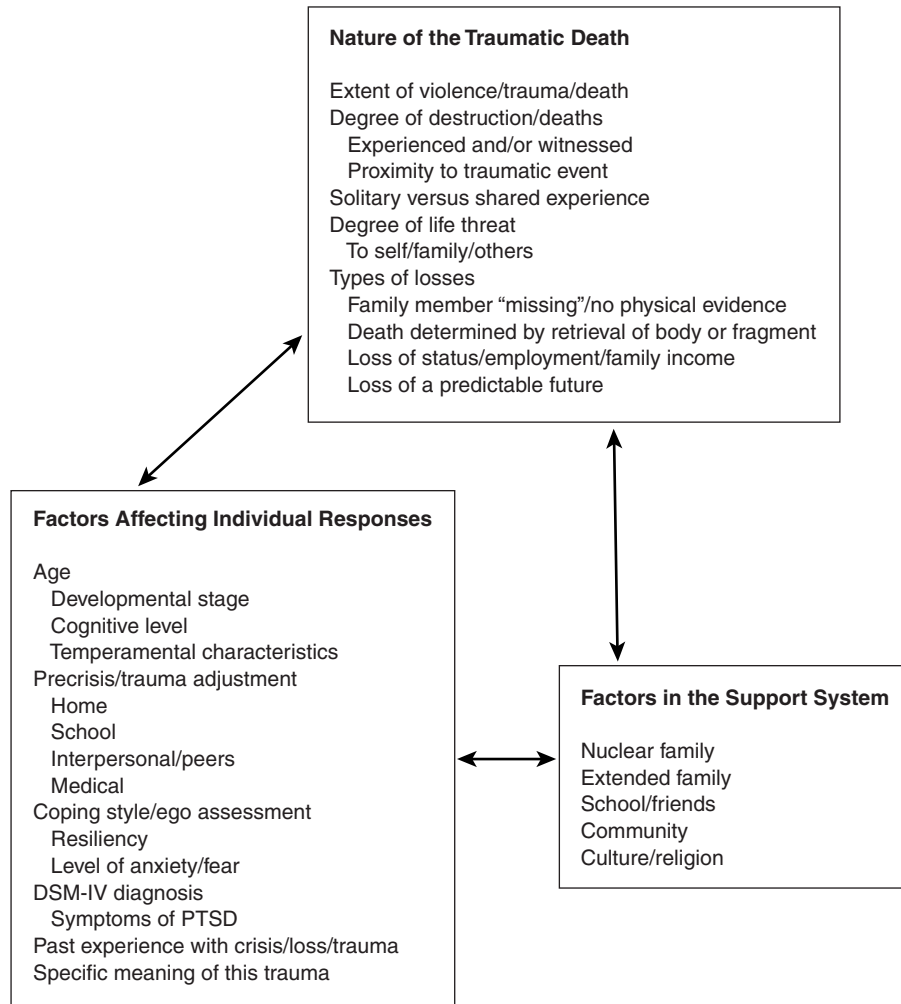 Nature of the Traumatic Death
Extent of violence/trauma/death
Degree of destruction/deaths
Experienced and/or witnessed
Proximity to traumatic event
Solitary versus shared experience
Degree of life threat
To self/family/others
Types of losses
Family member “missing”/no physical evidence
Death determined by retrieval of body or fragment
Loss of status/employment/family income
Loss of a predictable future
Factors Affecting Individual Responses
Age
Developmental stage
Cognitive level
Temperamental characteristics
Precrisis/trauma adjustment
Home
School
Interpersonal/peers
Medical
Coping style/ego assessment
Resiliency
Level of anxiety/fear
DSM-IV diagnosis
Symptoms of PTSD
Past experience with crisis/loss/trauma
Specific meaning of this trauma
Factors in the Support System
Nuclear family
Extended family
School/friends
Community
Culture/religion